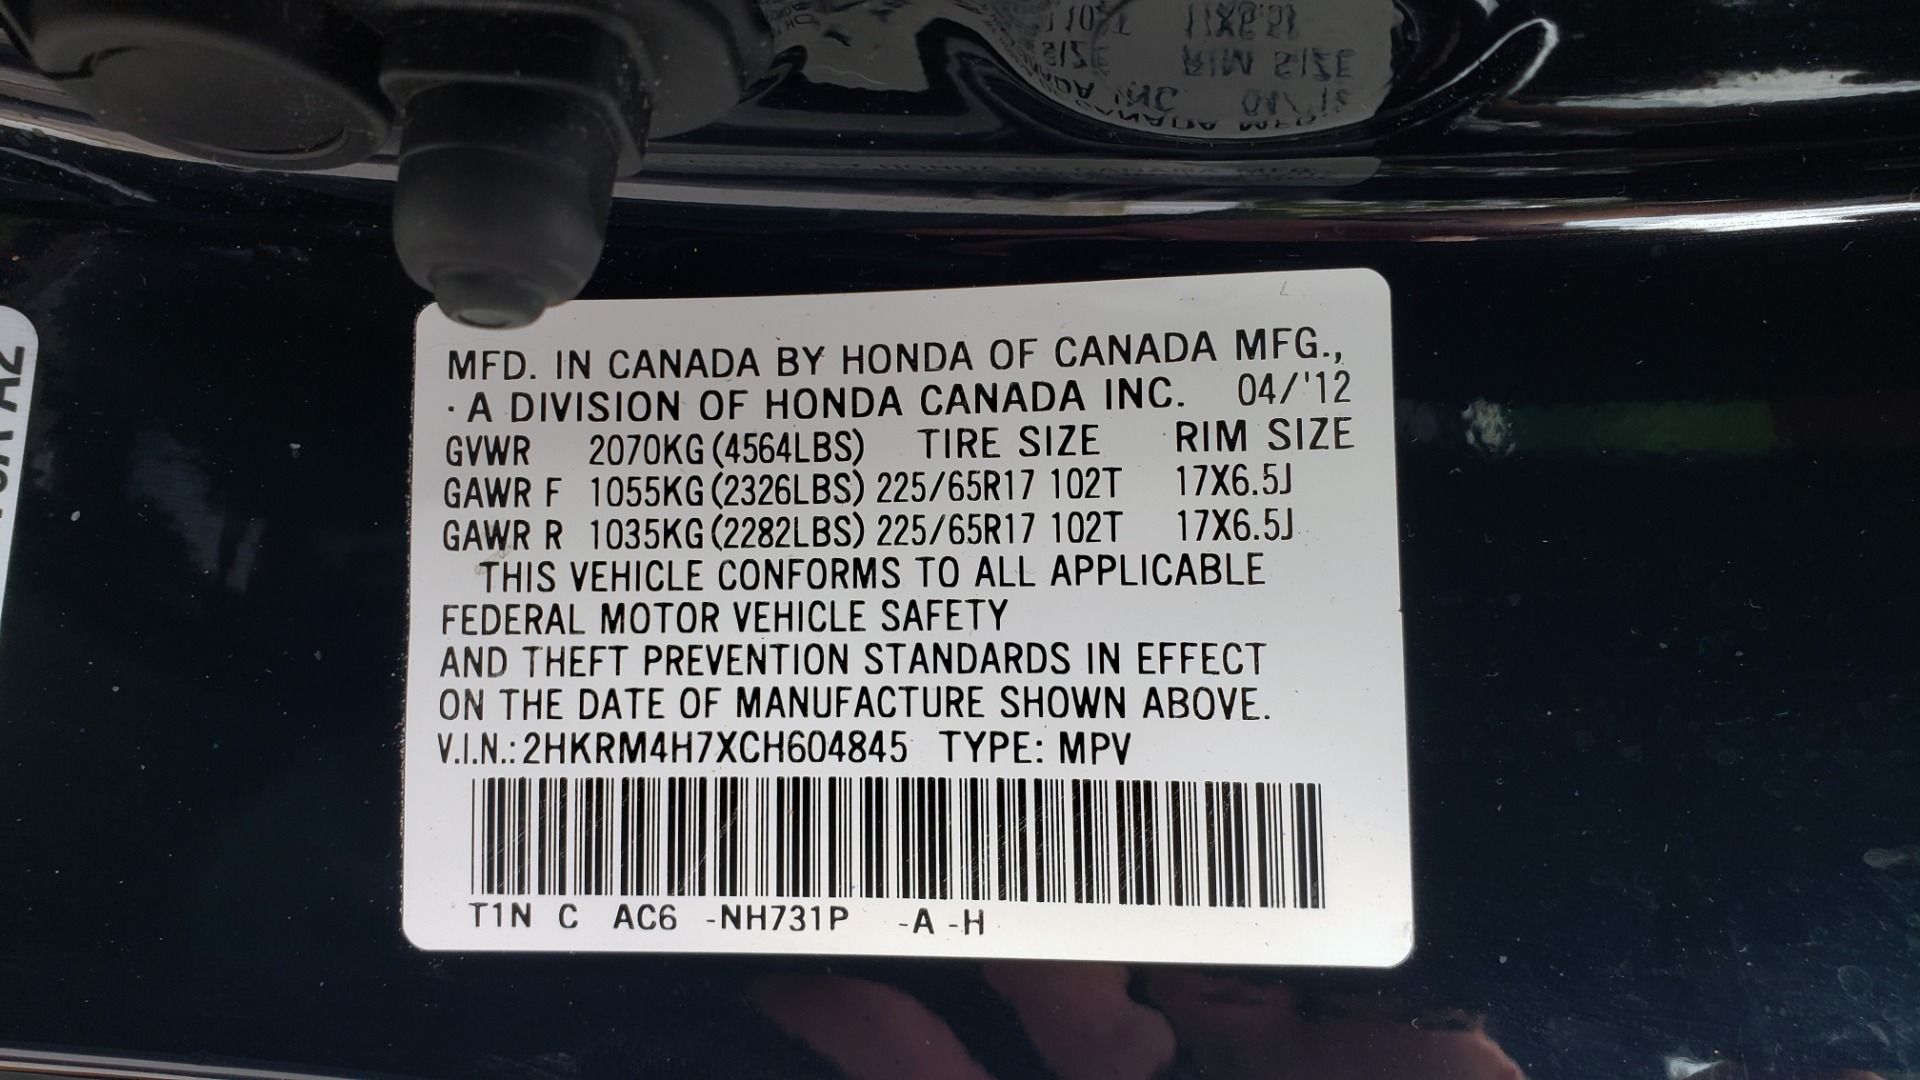 MFD. IN CANADA BY HONDA OF CANADA MFG.,
· A DIVISION OF HONDA CANADA INC. 04/'12
GVWR 2070KG(4564LBS) TIRE SIZE RIM SIZE
GAWR F 1055KG(2326LBS) 225/65R17 102T 17X6.5J
GAWR R 1035KG(2282LBS) 225/65R17 102T 17X6.5J
THIS VEHICLE CONFORMS TO ALL APPLICABLE
FEDERAL MOTOR VEHICLE SAFETY
AND THEFT PREVENTION STANDARDS IN EFFECT
ON THE DATE OF MANUFACTURE SHOWN ABOVE.
V.I.N.: 2HKRM4H7XCH604845 TYPE: MPV
T1N C AC6 -NH731P -A -H